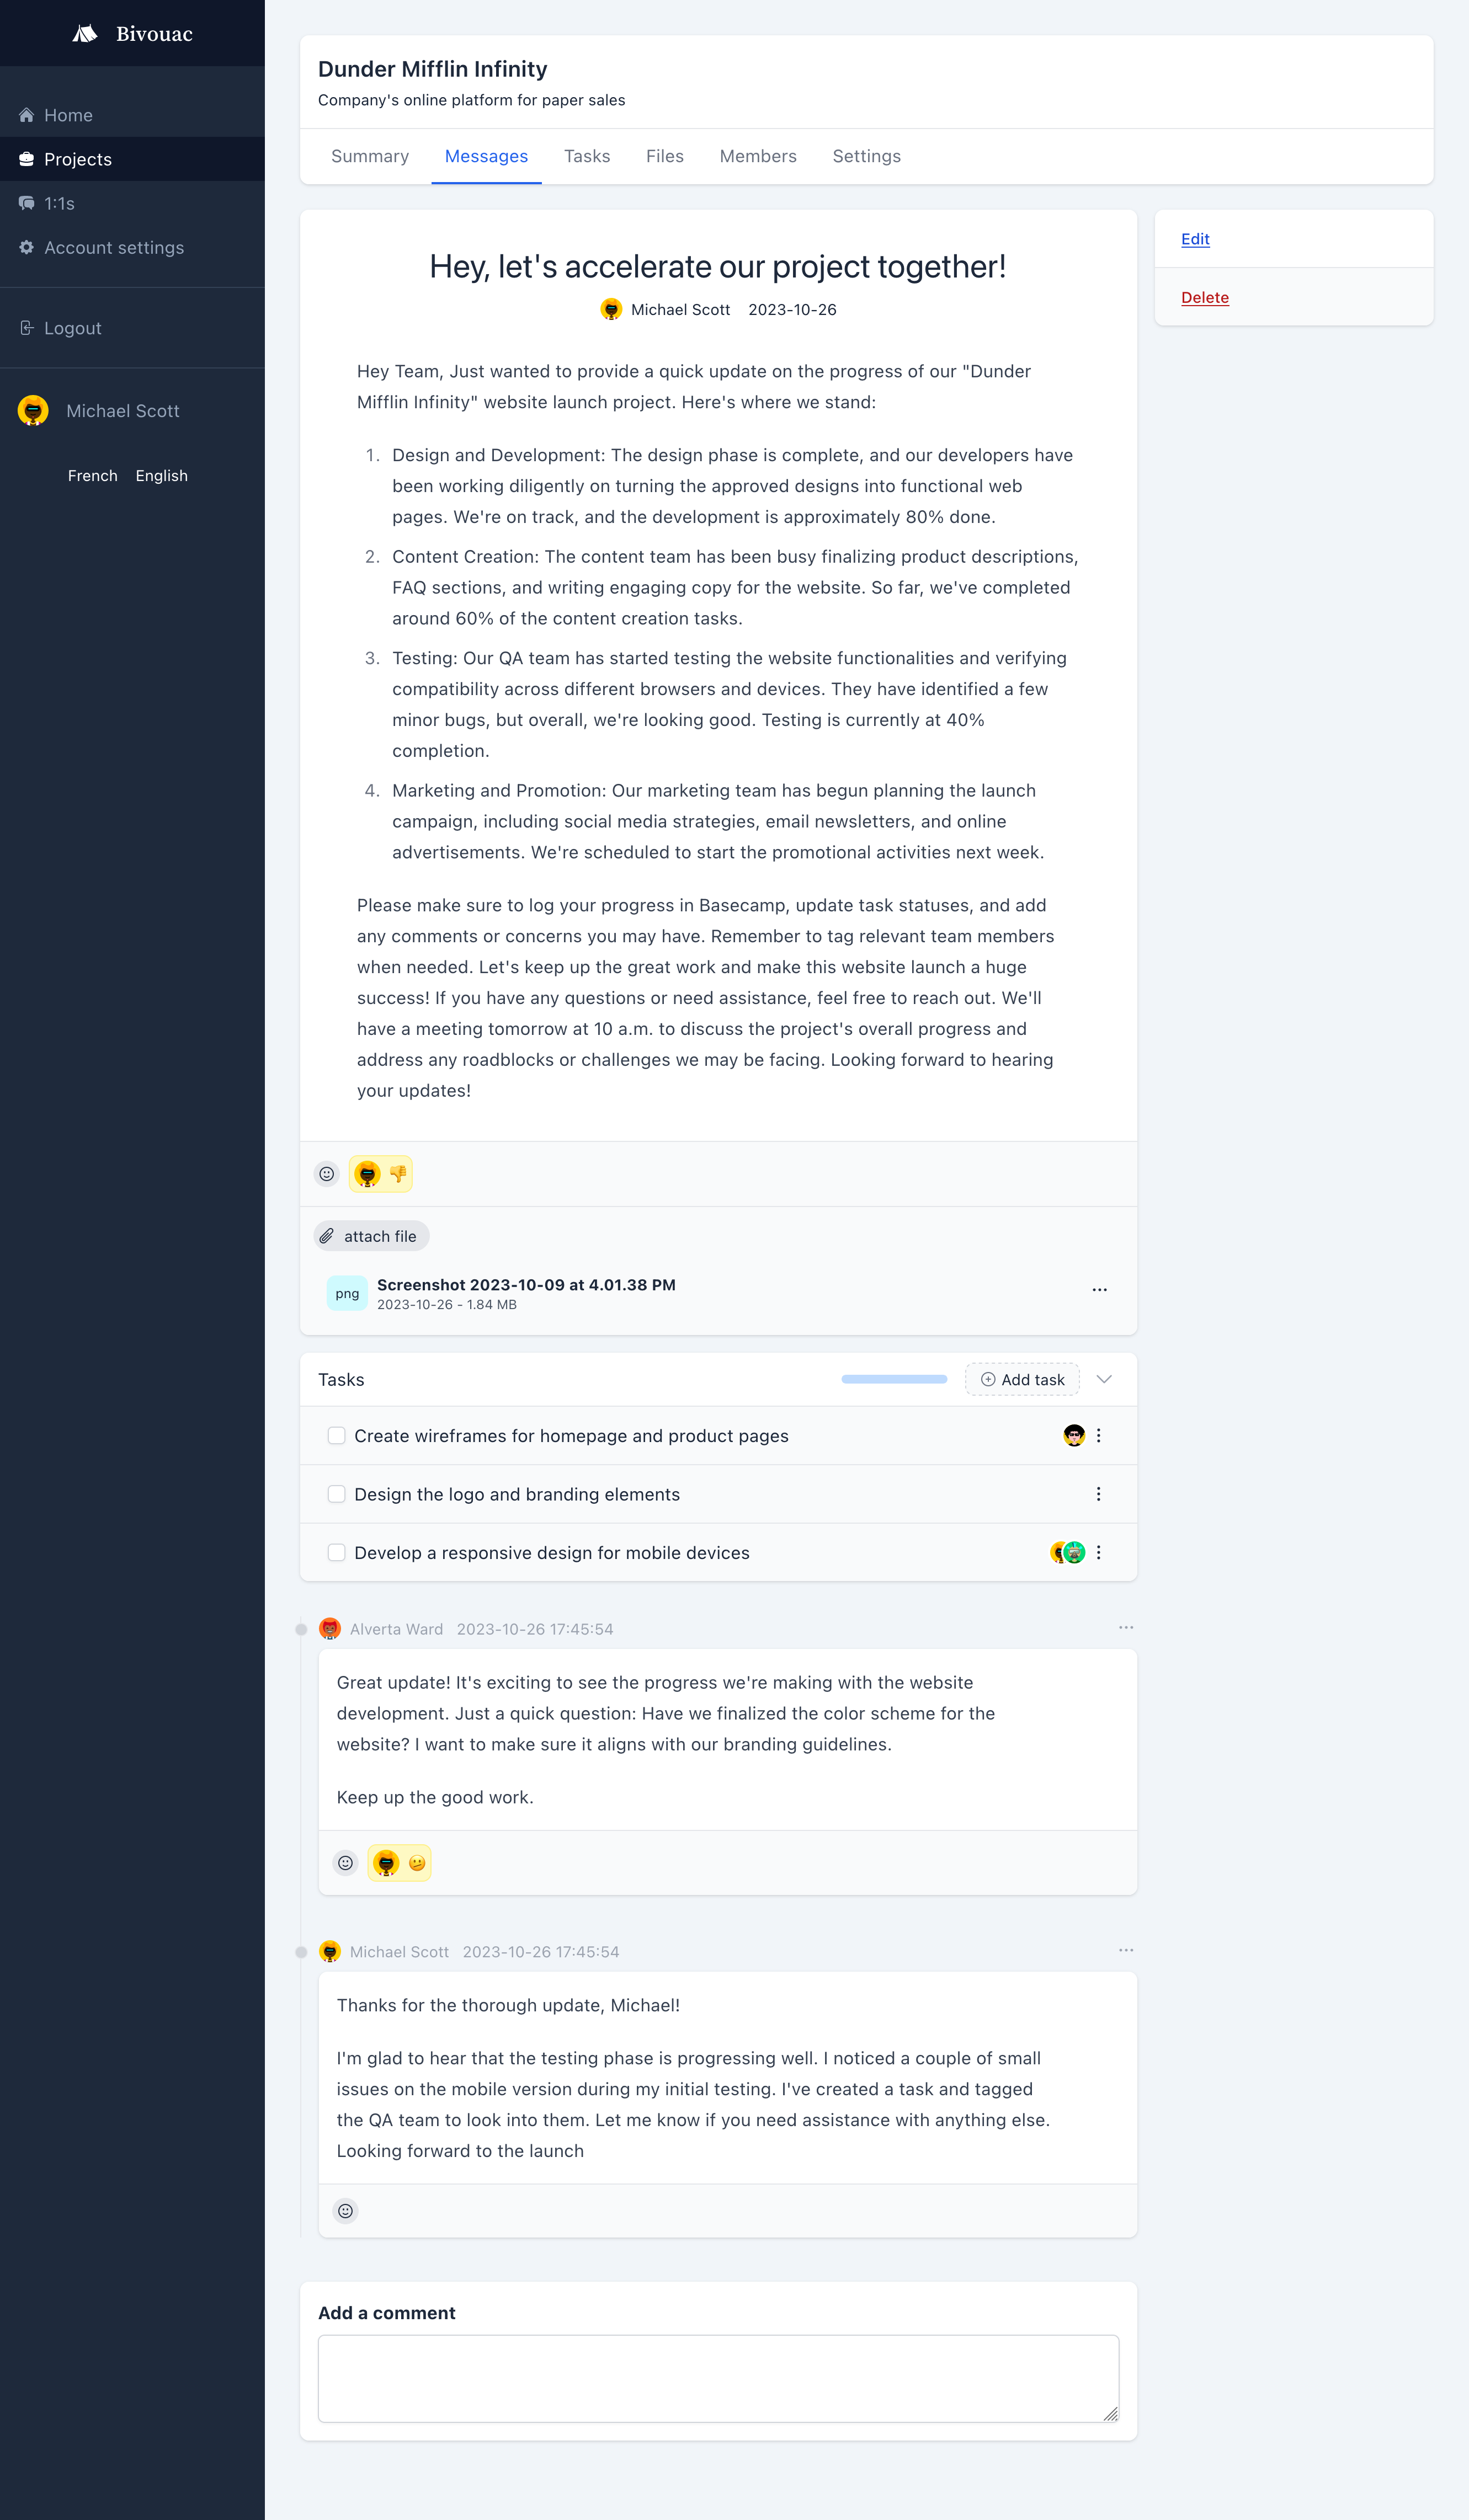 Bivouac
Home
Projects
1:1s
Account settings
Logout
Michael Scott
French English
Dunder Mifflin Infinity
Company's online platform for paper sales
Summary Messages Tasks Files Members Settings
Edit
Delete
Hey, let's accelerate our project together!
Michael Scott 2023-10-26
Hey Team, Just wanted to provide a quick update on the progress of our "Dunder
Mifflin Infinity" website launch project. Here's where we stand:
1. Design and Development: The design phase is complete, and our developers have
been working diligently on turning the approved designs into functional web
pages. We're on track, and the development is approximately 80% done.
2. Content Creation: The content team has been busy finalizing product descriptions,
FAQ sections, and writing engaging copy for the website. So far, we've completed
around 60% of the content creation tasks.
3. Testing: Our QA team has started testing the website functionalities and verifying
compatibility across different browsers and devices. They have identified a few
minor bugs, but overall, we're looking good. Testing is currently at 40%
completion.
4. Marketing and Promotion: Our marketing team has begun planning the launch
campaign, including social media strategies, email newsletters, and online
advertisements. We're scheduled to start the promotional activities next week.
Please make sure to log your progress in Basecamp, update task statuses, and add
any comments or concerns you may have. Remember to tag relevant team members
when needed. Let's keep up the great work and make this website launch a huge
success! If you have any questions or need assistance, feel free to reach out. We'll
have a meeting tomorrow at 10 a.m. to discuss the project's overall progress and
address any roadblocks or challenges we may be facing. Looking forward to hearing
your updates!
attach file
png
Screenshot 2023-10-09 at 4.01.38 PM
2023-10-26 - 1.84 MB
Tasks
Add task
Create wireframes for homepage and product pages
Design the logo and branding elements
Develop a responsive design for mobile devices
Alverta Ward 2023-10-26 17:45:54
Great update! It's exciting to see the progress we're making with the website
development. Just a quick question: Have we finalized the color scheme for the
website? I want to make sure it aligns with our branding guidelines.
Keep up the good work.
Michael Scott 2023-10-26 17:45:54
Thanks for the thorough update, Michael!
I'm glad to hear that the testing phase is progressing well. I noticed a couple of small
issues on the mobile version during my initial testing. I've created a task and tagged
the QA team to look into them. Let me know if you need assistance with anything else.
Looking forward to the launch
Add a comment